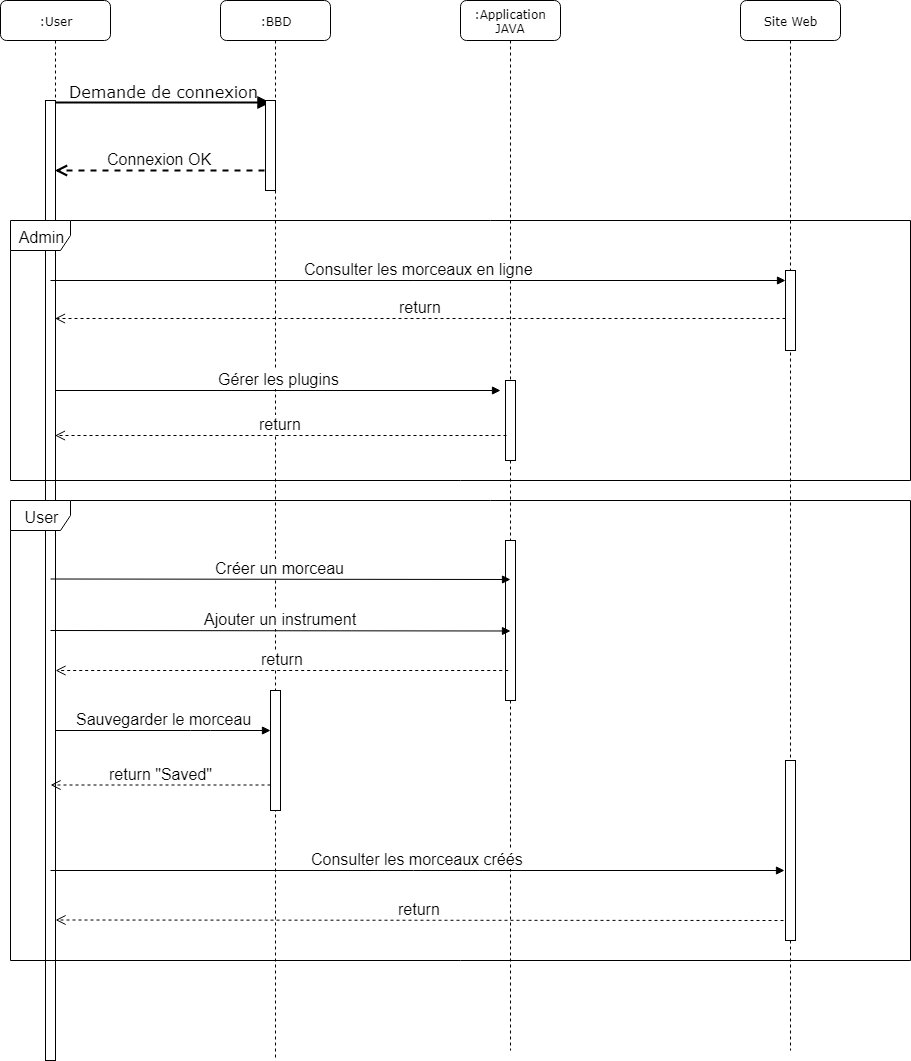 :User
:BBD
:Application
JAVA
Site Web
Demande de connexion
Connexion OK
Admin
Consulter les morceaux en ligne
return
Gérer les plugins
return
User
Créer un morceau
Ajouter un instrument
return
Sauvegarder le morceau
return "Saved"
Consulter les morceaux créés
return